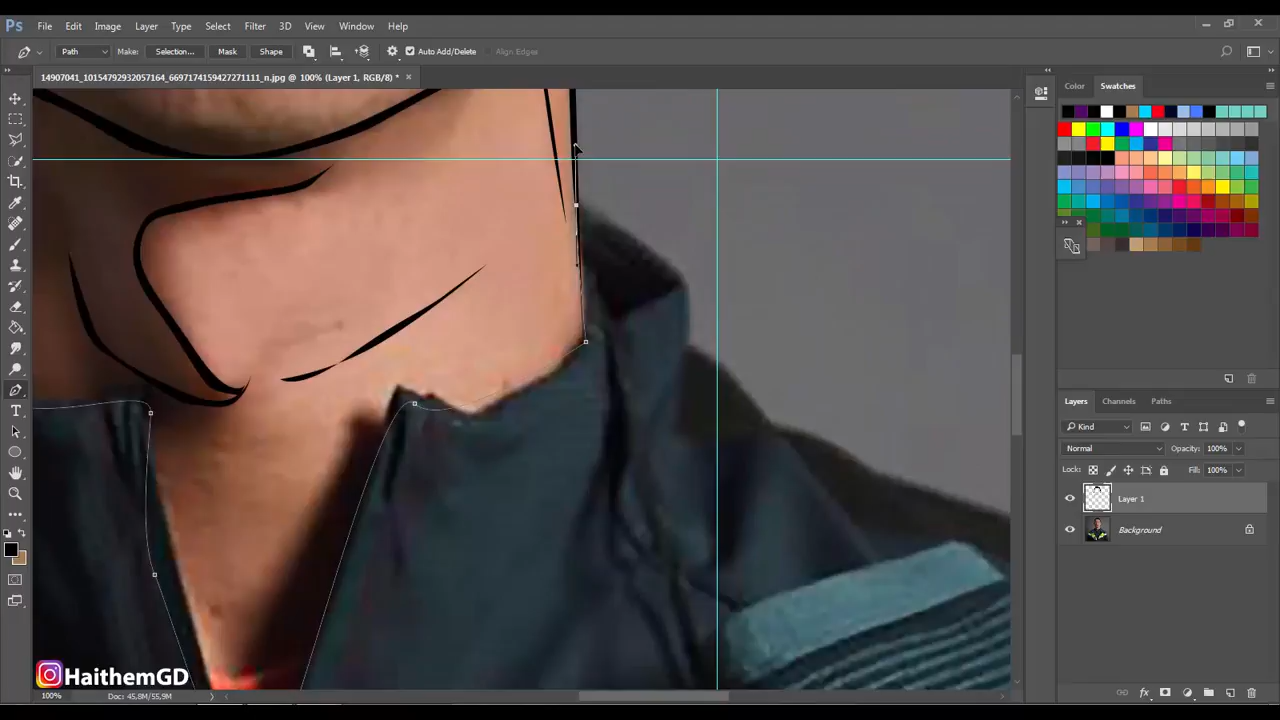 Ps File Edit Image Layer Type Select Filter 3D View Window Help
Path Make: Selection... Mask Shape Auto Add/Delete Align Edges
14907041_10154792932057164_6697174159427271111_n.jpg @ 100% (Layer 1, RGB/8) *
Color Swatches
Layers Channels Paths
Kind
Normal Opacity: 100%
Lock: Fill: 100%
Layer 1
Background
HaithemGD
100% Doc: 45,8M/55,9M